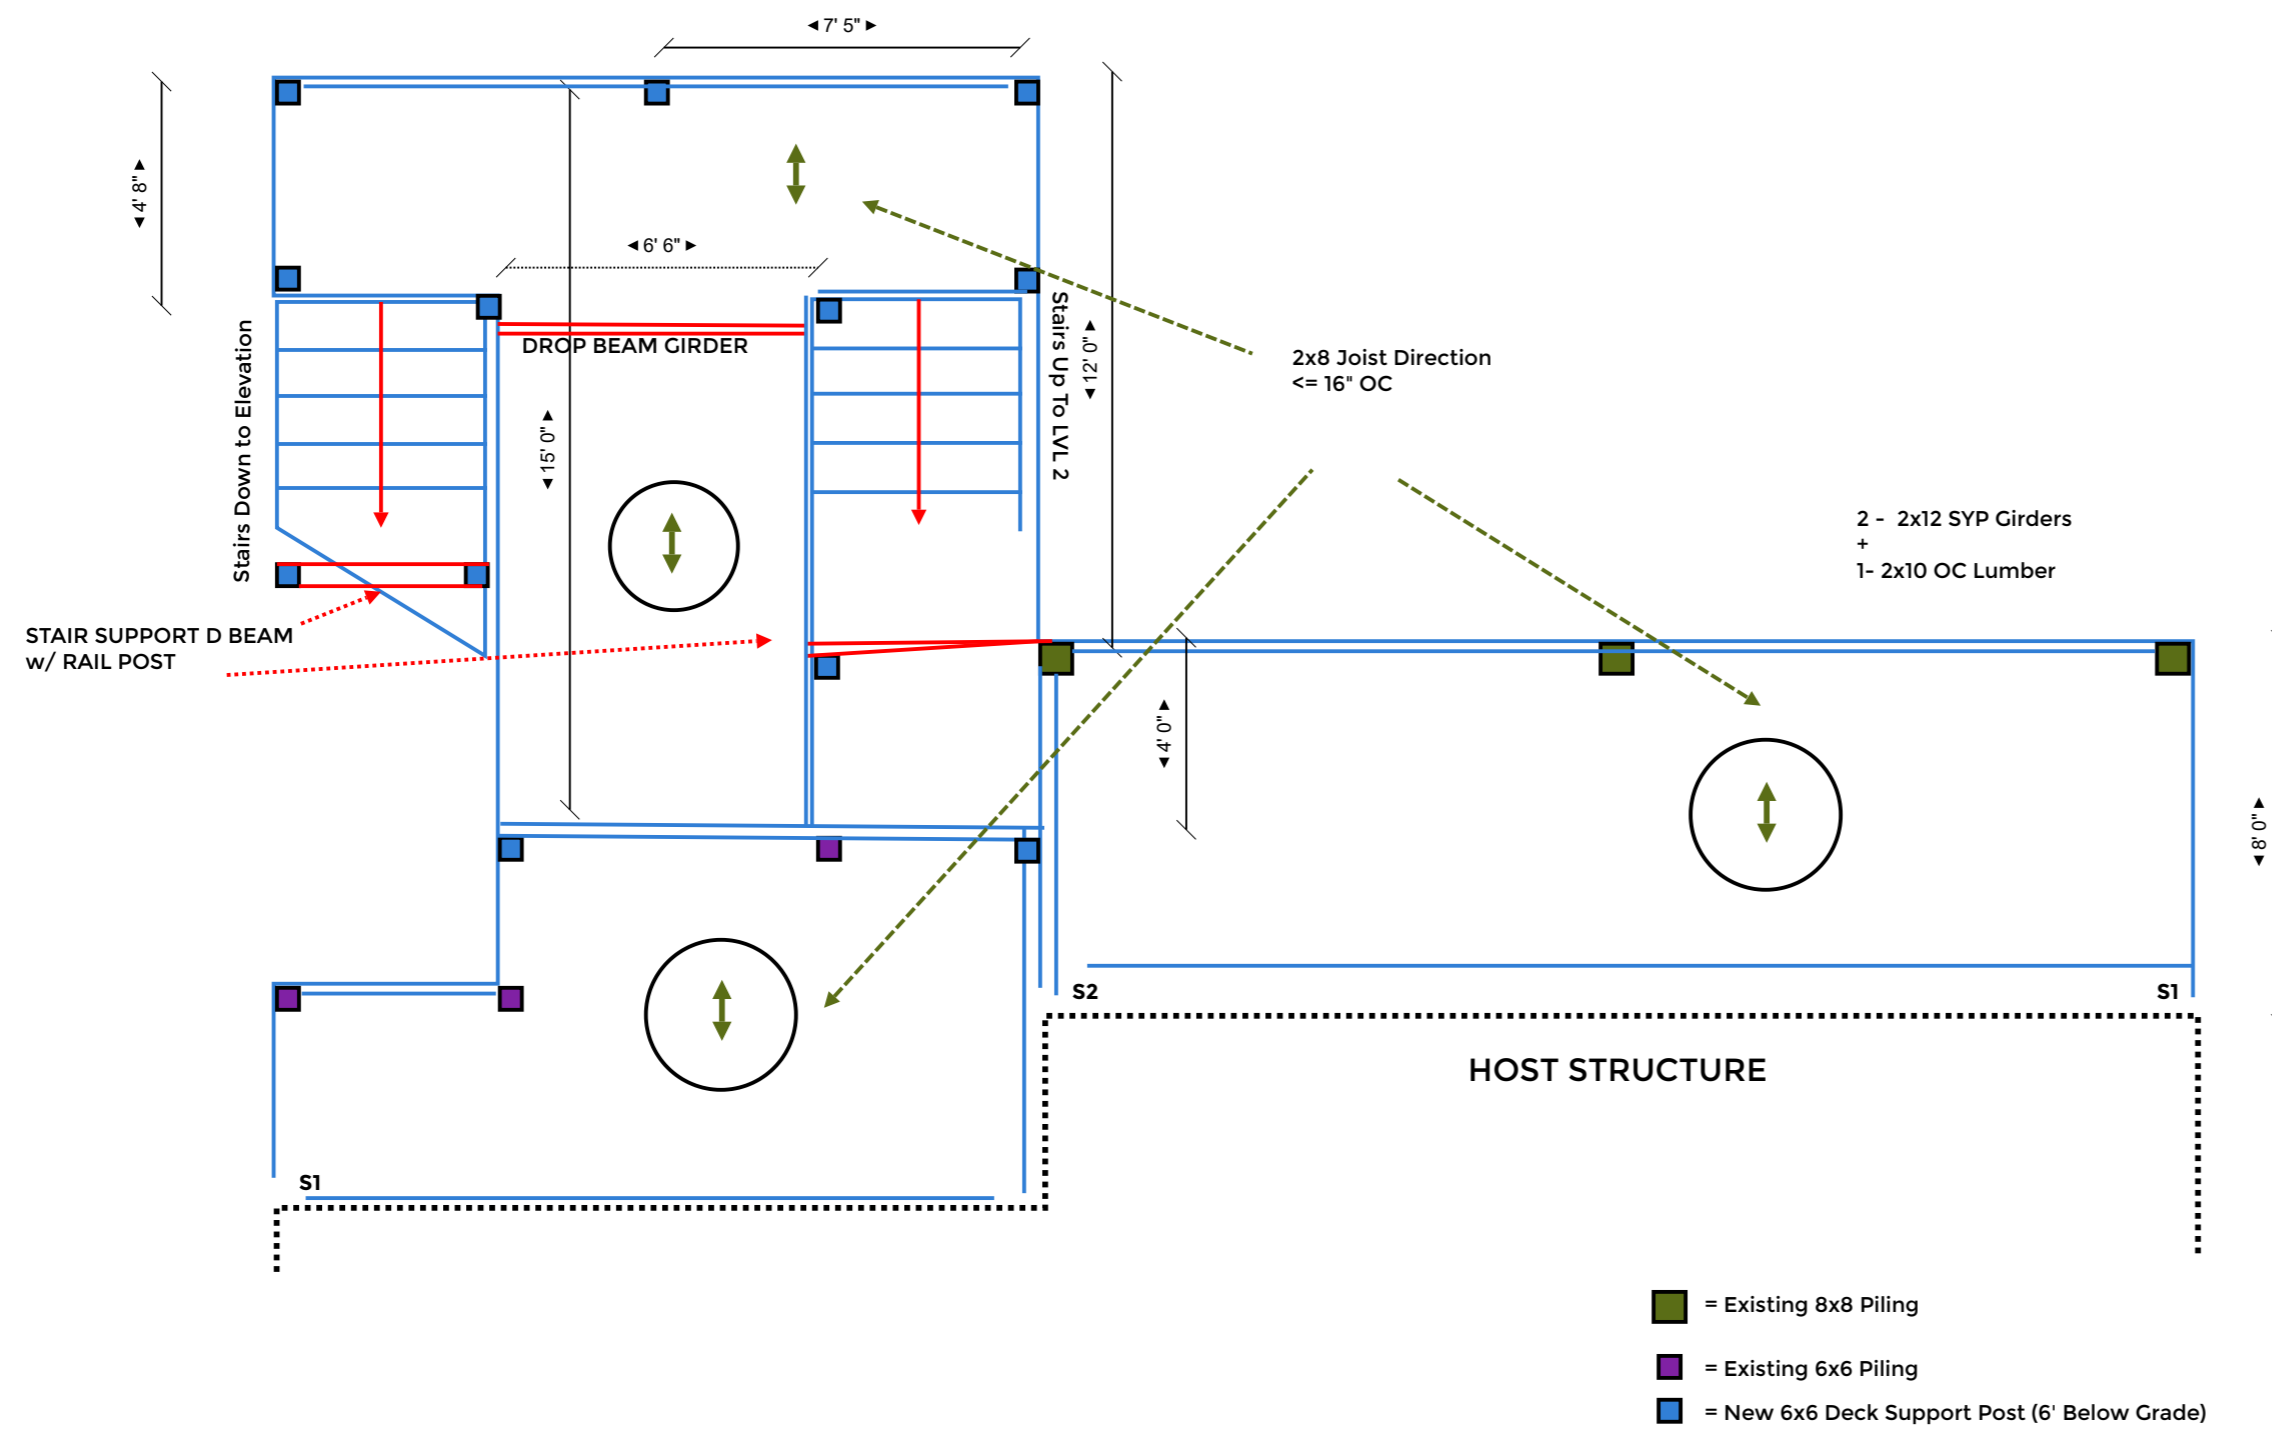 ◄ 7' 5" ►
◄ 4' 8" ►
◄ 6' 6" ►
DROP BEAM GIRDER
Stairs Down to Elevation
◄ 15' 0" ►
Stairs Up To LVL 2
◄ 12' 0" ►
2x8 Joist Direction
<= 16" OC
2 - 2x12 SYP Girders
+
1- 2x10 OC Lumber
STAIR SUPPORT D BEAM
w/ RAIL POST
◄ 4' 0" ►
◄ 8' 0" ►
S2
S1
HOST STRUCTURE
S1
= Existing 8x8 Piling
= Existing 6x6 Piling
= New 6x6 Deck Support Post (6' Below Grade)